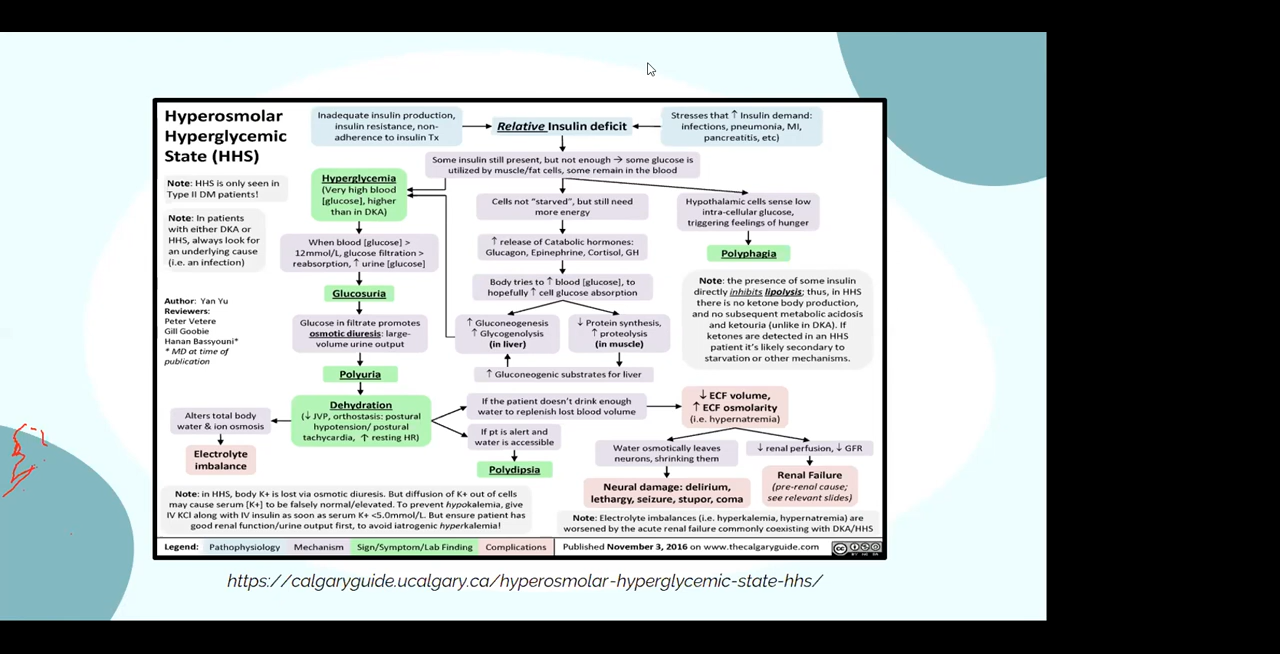 Hyperosmolar
Hyperglycemic
State (HHS)
Inadequate insulin production,
insulin resistance, non-
adherence to insulin Tx
Relative Insulin deficit
Stresses that ↑ Insulin demand:
infections, pneumonia, MI,
pancreatitis, etc)
Some insulin still present, but not enough → some glucose is
utilized by muscle/fat cells, some remain in the blood
Note: HHS is only seen in
Type II DM patients!
Note: In patients
with either DKA or
HHS, always look for
an underlying cause
(i.e. an infection)
Author: Yan Yu
Reviewers:
Peter Vetere
Gill Goobie
Hanan Bassyouni*
* MD at time of
publication
Hyperglycemia
(Very high blood
[glucose], higher
than in DKA)
When blood [glucose] >
12mmol/L, glucose filtration >
reabsorption, ↑ urine [glucose]
Glucosuria
Glucose in filtrate promotes
osmotic diuresis: large-
volume urine output
Polyuria
Dehydration
(↓ JVP, orthostasis: postural
hypotension/ postural
tachycardia, ↑ resting HR)
Alters total body
water & ion osmosis
Electrolyte
imbalance
Cells not "starved", but still need
more energy
↑ release of Catabolic hormones:
Glucagon, Epinephrine, Cortisol, GH
Body tries to ↑ blood [glucose], to
hopefully ↑ cell glucose absorption
↑ Gluconeogenesis
↑ Glycogenolysis
(in liver)
↓ Protein synthesis,
↑ proteolysis
(in muscle)
↑ Gluconeogenic substrates for liver
Hypothalamic cells sense low
intra-cellular glucose,
triggering feelings of hunger
Polyphagia
Note: the presence of some insulin
directly inhibits lipolysis; thus, in HHS
there is no ketone body production,
and no subsequent metabolic acidosis
and ketouria (unlike in DKA). If
ketones are detected in an HHS
patient it's likely secondary to
starvation or other mechanisms.
If the patient doesn't drink enough
water to replenish lost blood volume
If pt is alert and
water is accessible
Polydipsia
↓ ECF volume,
↑ ECF osmolarity
(i.e. hypernatremia)
Water osmotically leaves
neurons, shrinking them
Neural damage: delirium,
lethargy, seizure, stupor, coma
↓ renal perfusion, ↓ GFR
Renal Failure
(pre-renal cause;
see relevant slides)
Note: in HHS, body K+ is lost via osmotic diuresis. But diffusion of K+ out of cells
may cause serum [K+] to be falsely normal/elevated. To prevent hypokalemia, give
IV KCl along with IV insulin as soon as serum K+ <5.0mmol/L. But ensure patient has
good renal function/urine output first, to avoid iatrogenic hyperkalemia!
Note: Electrolyte imbalances (i.e. hyperkalemia, hypernatremia) are
worsened by the acute renal failure commonly coexisting with DKA/HHS
Legend: Pathophysiology Mechanism Sign/Symptom/Lab Finding Complications Published November 3, 2016 on www.thecalgaryguide.com
https://calgaryguide.ucalgary.ca/hyperosmolar-hyperglycemic-state-hhs/